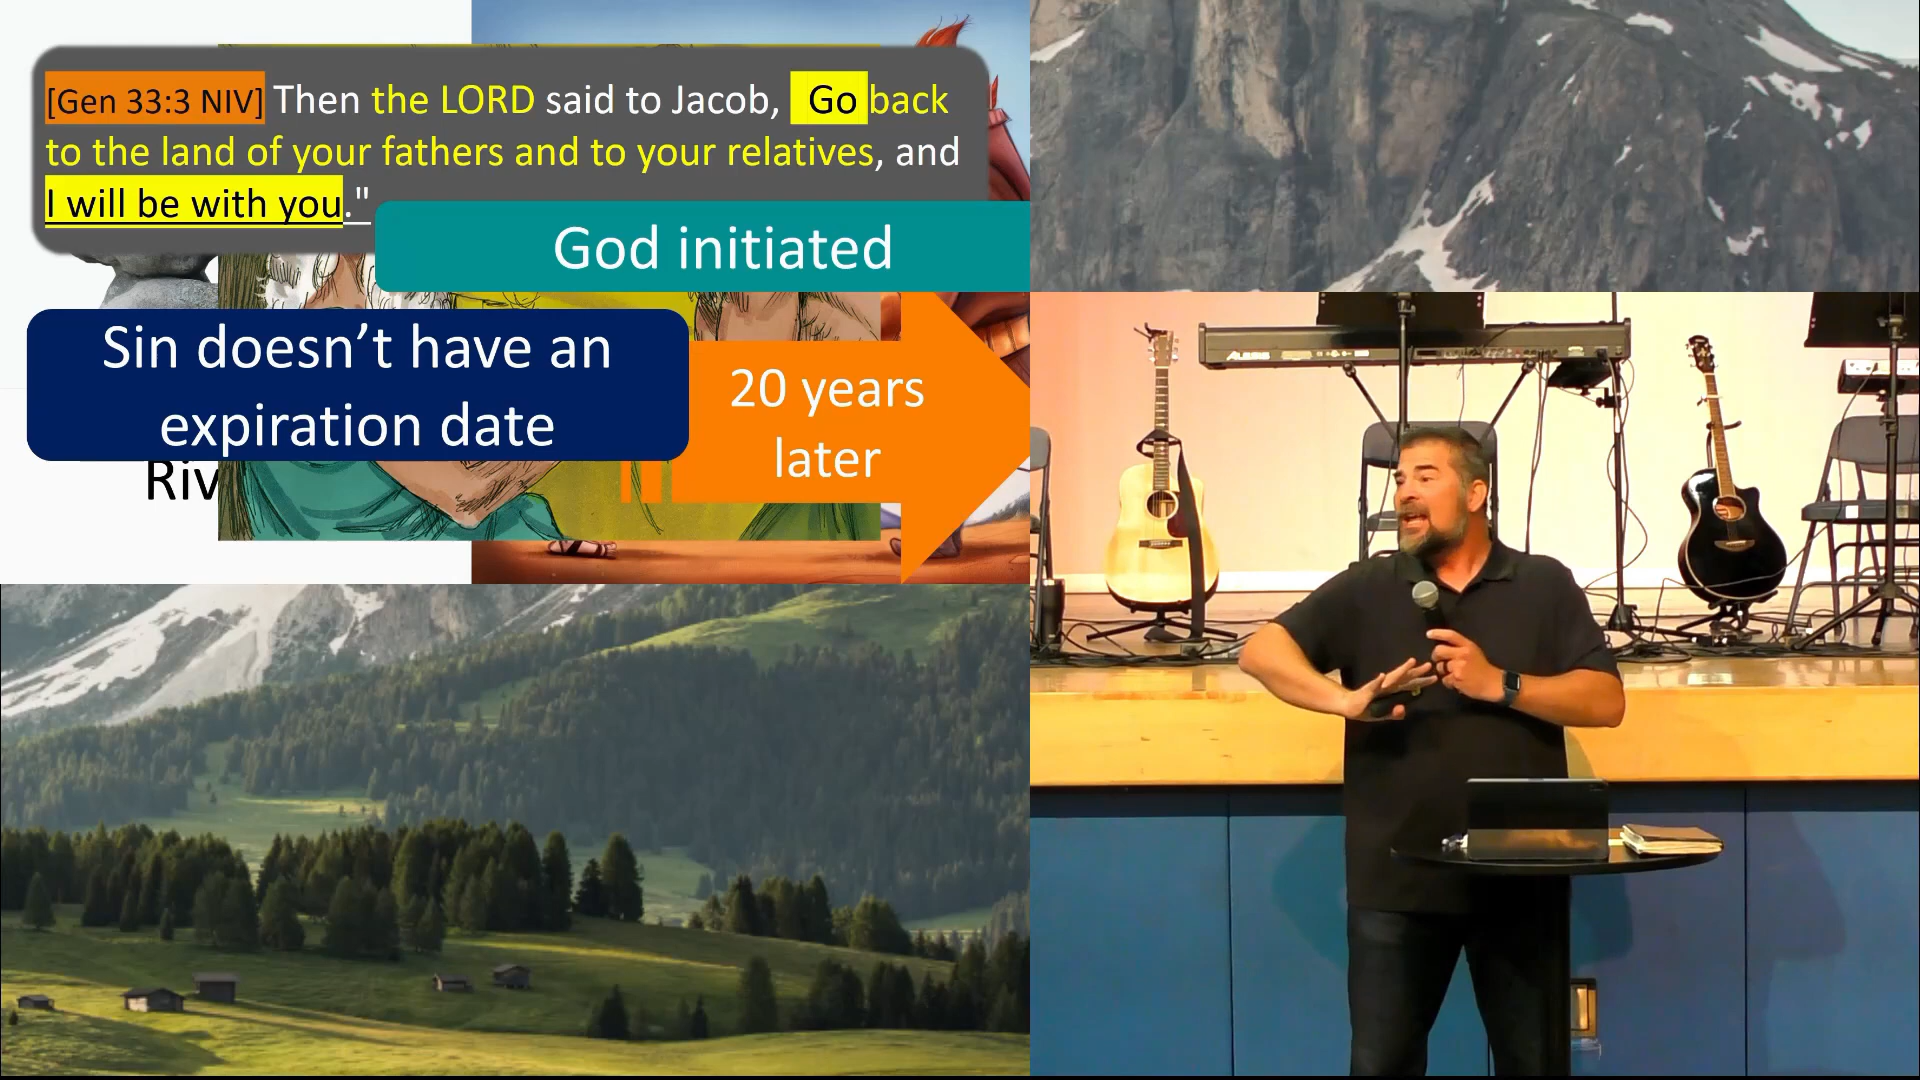 [Gen 33:3 NIV] Then the LORD said to Jacob, Go back
to the land of your fathers and to your relatives, and
I will be with you."
God initiated
Sin doesn’t have an
expiration date
20 years
later
Riv
ALESIS